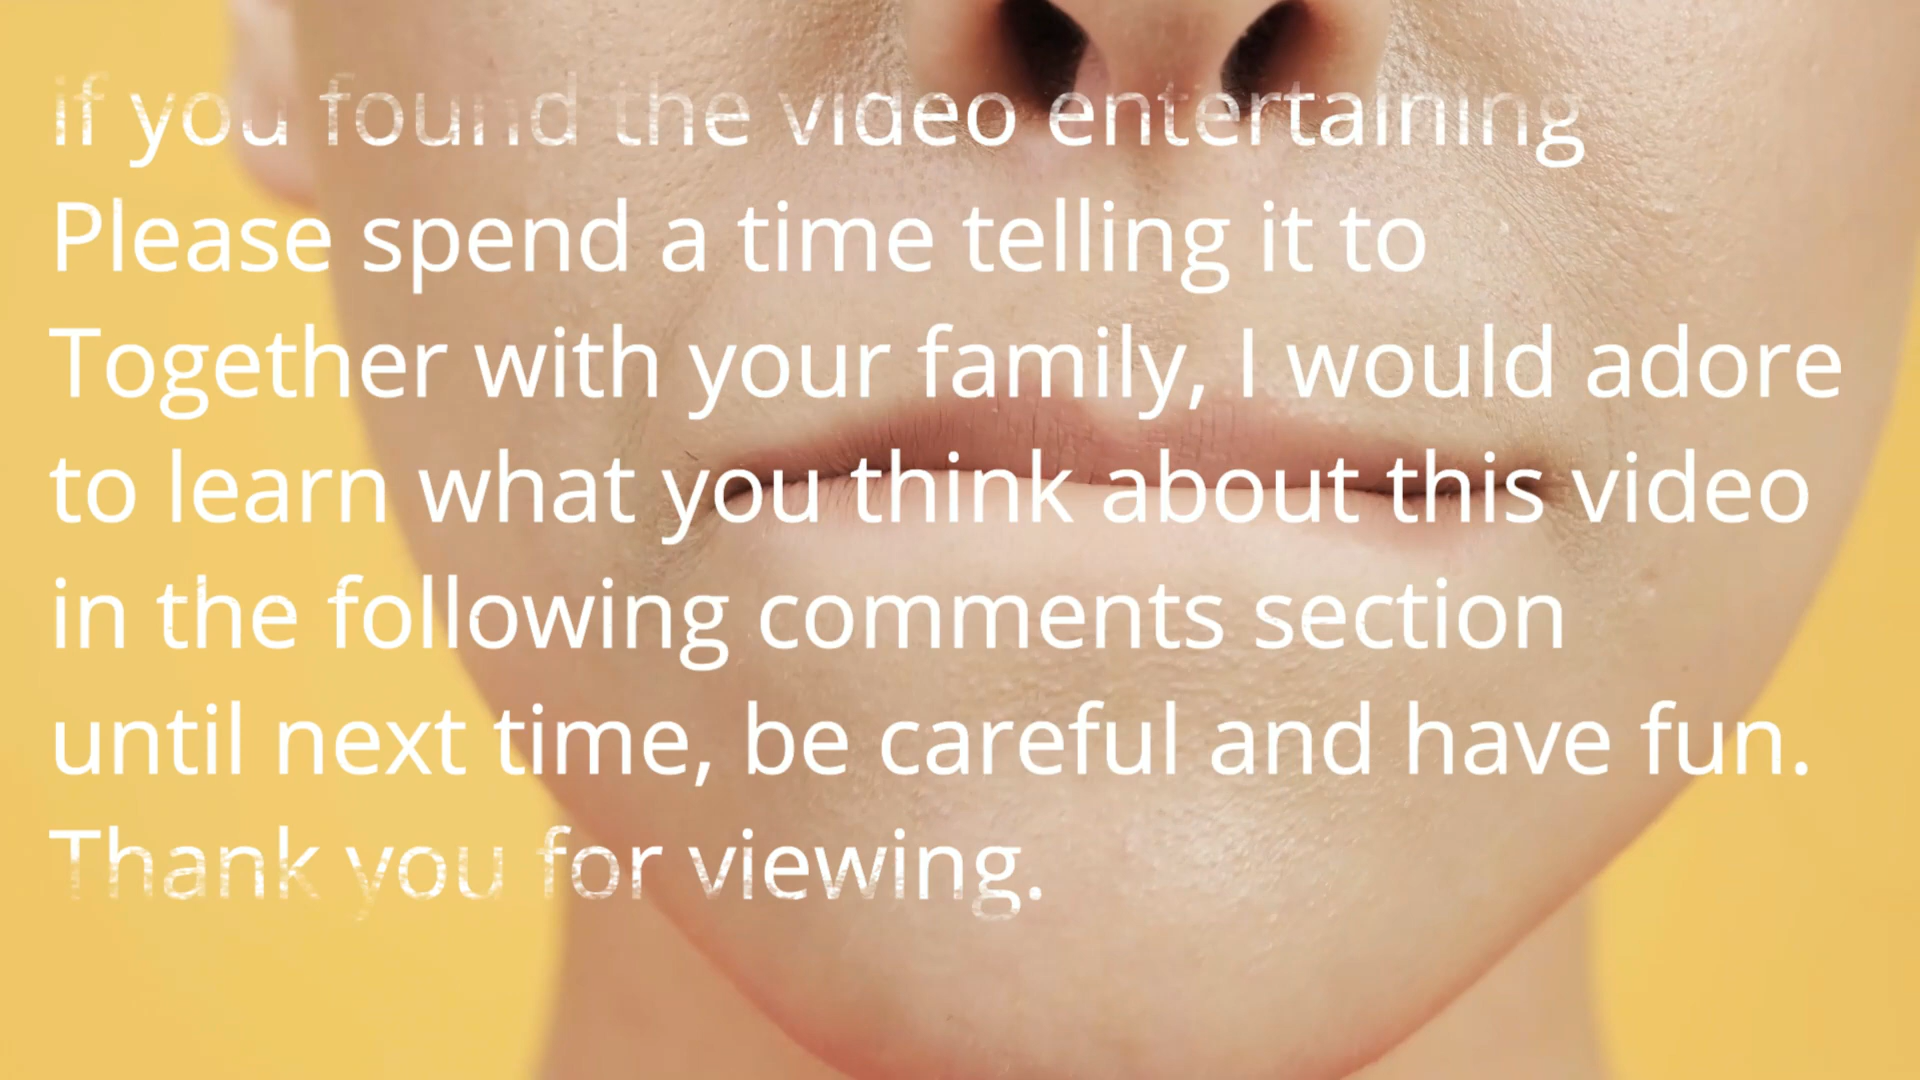 if you found the video entertaining
Please spend a time telling it to
Together with your family, I would adore
to learn what you think about this video
in the following comments section
until next time, be careful and have fun.
Thank you for viewing.